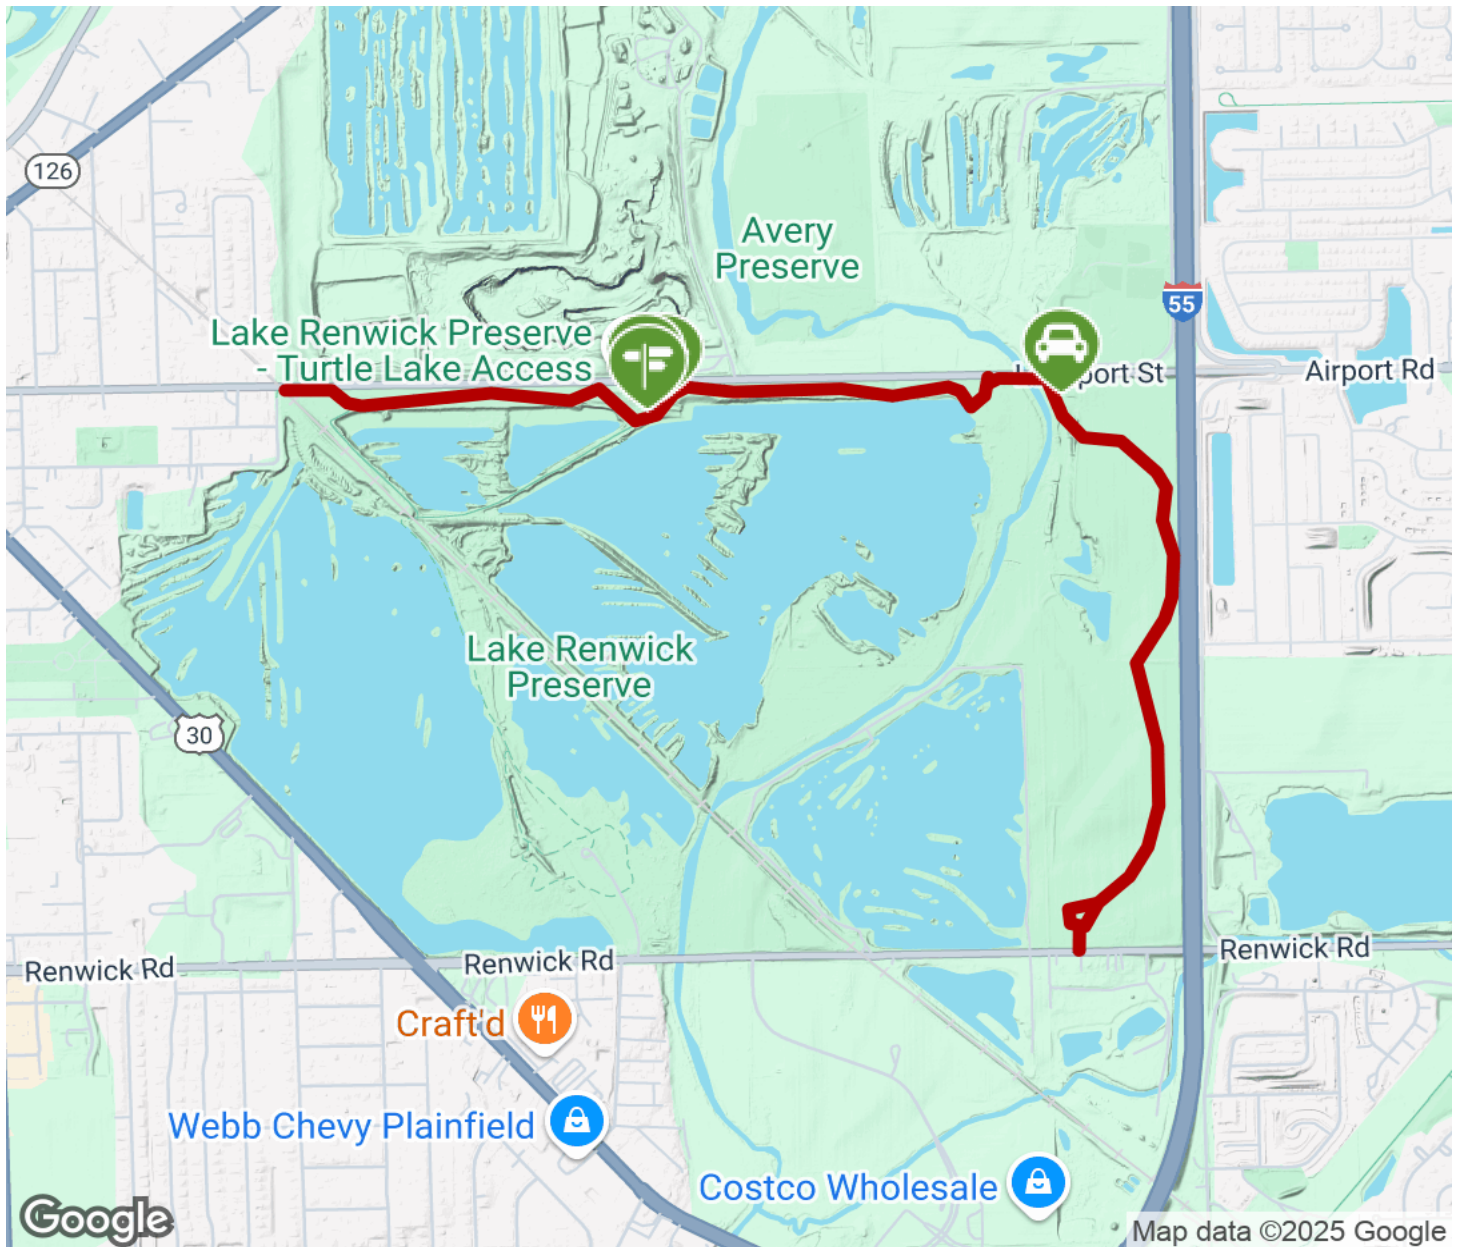 126
Avery
Preserve
55
Lake Renwick Preserve
- Turtle Lake Access
port St
Airport Rd
Lake Renwick
Preserve
30
Renwick Rd
Renwick Rd
Renwick Rd
Craft'd
Webb Chevy Plainfield
Costco Wholesale
Google
Map data ©2025 Google